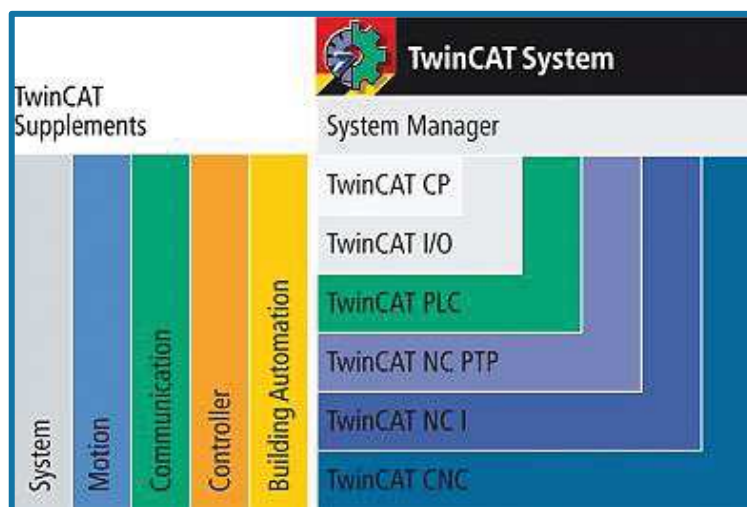 TwinCAT System
TwinCAT
Supplements
System Manager
TwinCAT CP
TwinCAT I/O
TwinCAT PLC
TwinCAT NC PTP
TwinCAT NC I
TwinCAT CNC
System
Motion
Communication
Controller
Building Automation